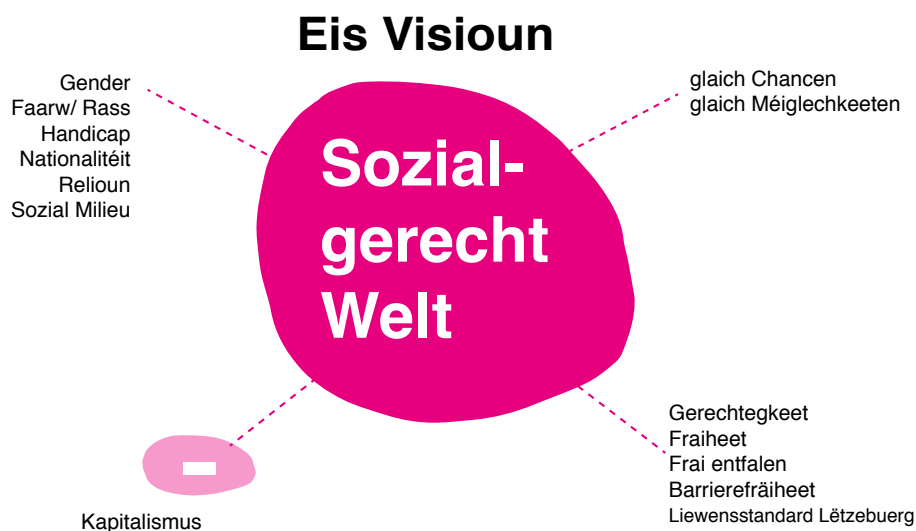 Eis Visioun
Gender
Faarw/ Rass
Handicap
Nationalitéit
Relioun
Sozial Milieu
glaich Chancen
glaich Méiglechkeeten
Sozial-
gerecht
Welt
Kapitalismus
Gerechtegkeet
Fraiheet
Frai entfalen
Barrierefräiheet
Liewensstandard Lëtzebuerg